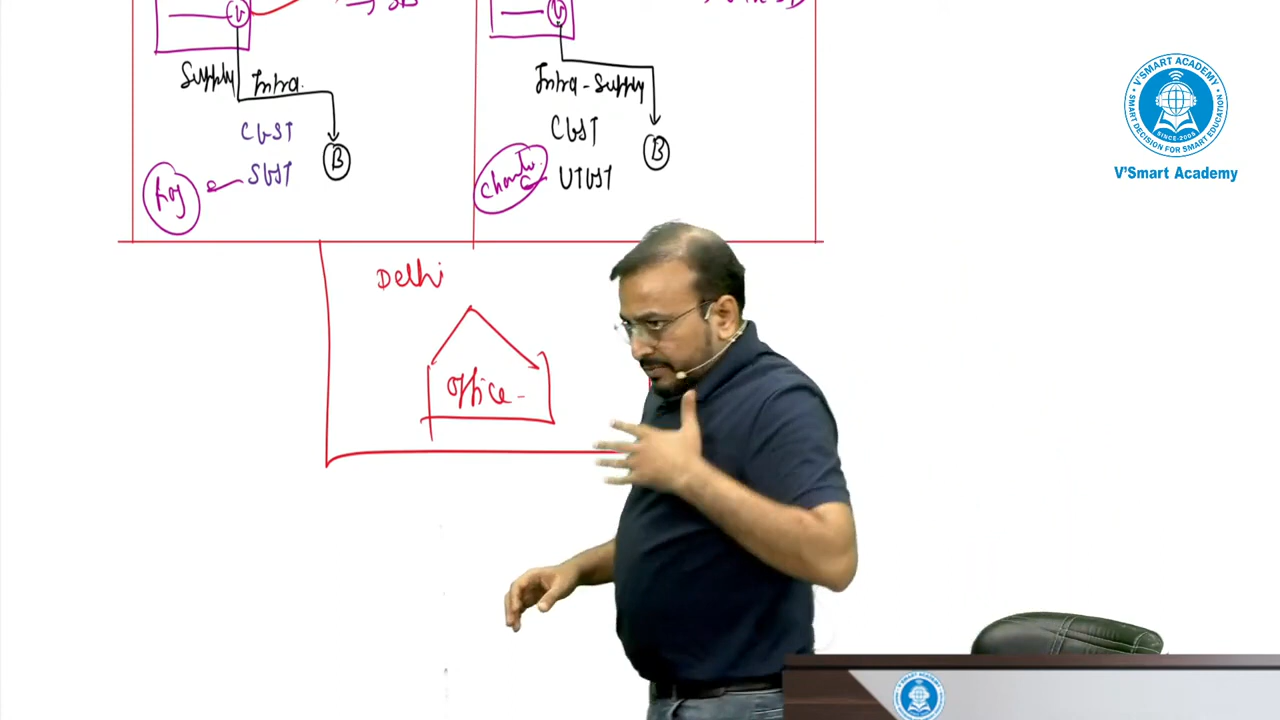 Supply Intra.
CGST
SGST
Raj
B
Intra-Supply
CGST
UTGST
B
Delhi
Office -
V'SMART ACADEMY
SMART DECISION FOR SMART EDUCATION
SINCE-2005
V'Smart Academy